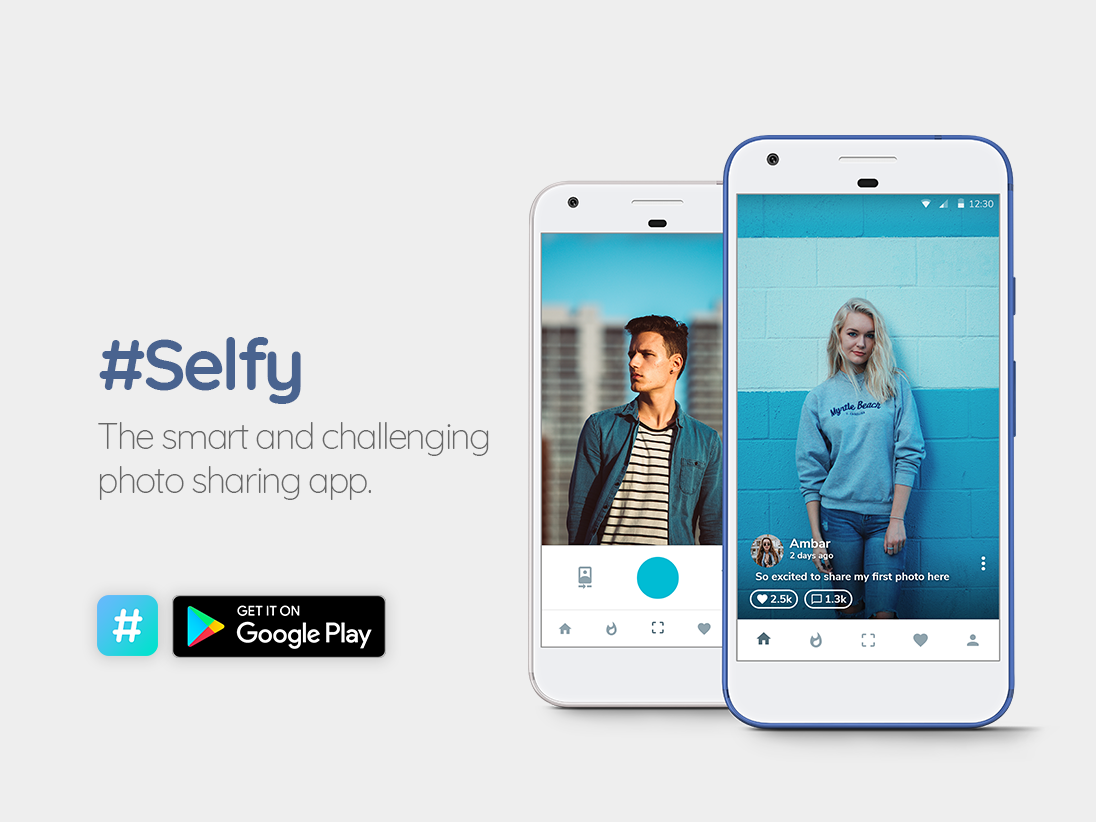 #Selfy
The smart and challenging
photo sharing app.
#
GET IT ON
Google Play
12:30
Myrtle Beach
Ambar
2 days ago
So excited to share my first photo here
2.5k
1.3k